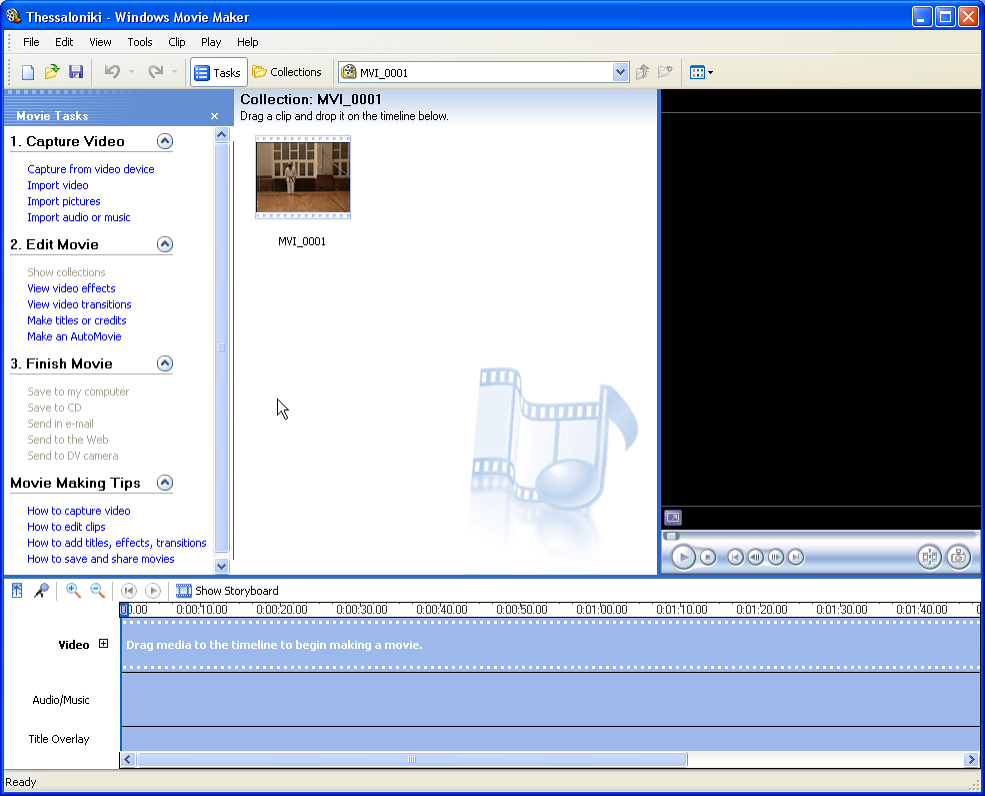 Thessaloniki - Windows Movie Maker
File Edit View Tools Clip Play Help
Tasks Collections MVI_0001
Movie Tasks
1. Capture Video
Capture from video device
Import video
Import pictures
Import audio or music
2. Edit Movie
Show collections
View video effects
View video transitions
Make titles or credits
Make an AutoMovie
3. Finish Movie
Save to my computer
Save to CD
Send in e-mail
Send to the Web
Send to DV camera
Movie Making Tips
How to capture video
How to edit clips
How to add titles, effects, transitions
How to save and share movies
Collection: MVI_0001
Drag a clip and drop it on the timeline below.
MVI_0001
Show Storyboard
0:00:10.00 0:00:20.00 0:00:30.00 0:00:40.00 0:00:50.00 0:01:00.00 0:01:10.00 0:01:20.00 0:01:30.00 0:01:40.00
Video
Drag media to the timeline to begin making a movie.
Audio/Music
Title Overlay
Ready